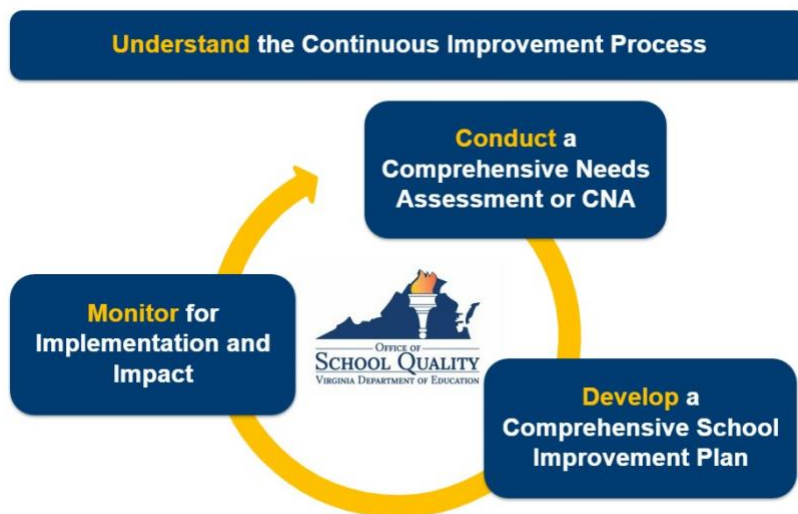 Understand the Continuous Improvement Process
Conduct a
Comprehensive Needs
Assessment or CNA
Monitor for
Implementation and
Impact
OFFICE OF
SCHOOL QUALITY
VIRGINIA DEPARTMENT OF EDUCATION
Develop a
Comprehensive School
Improvement Plan